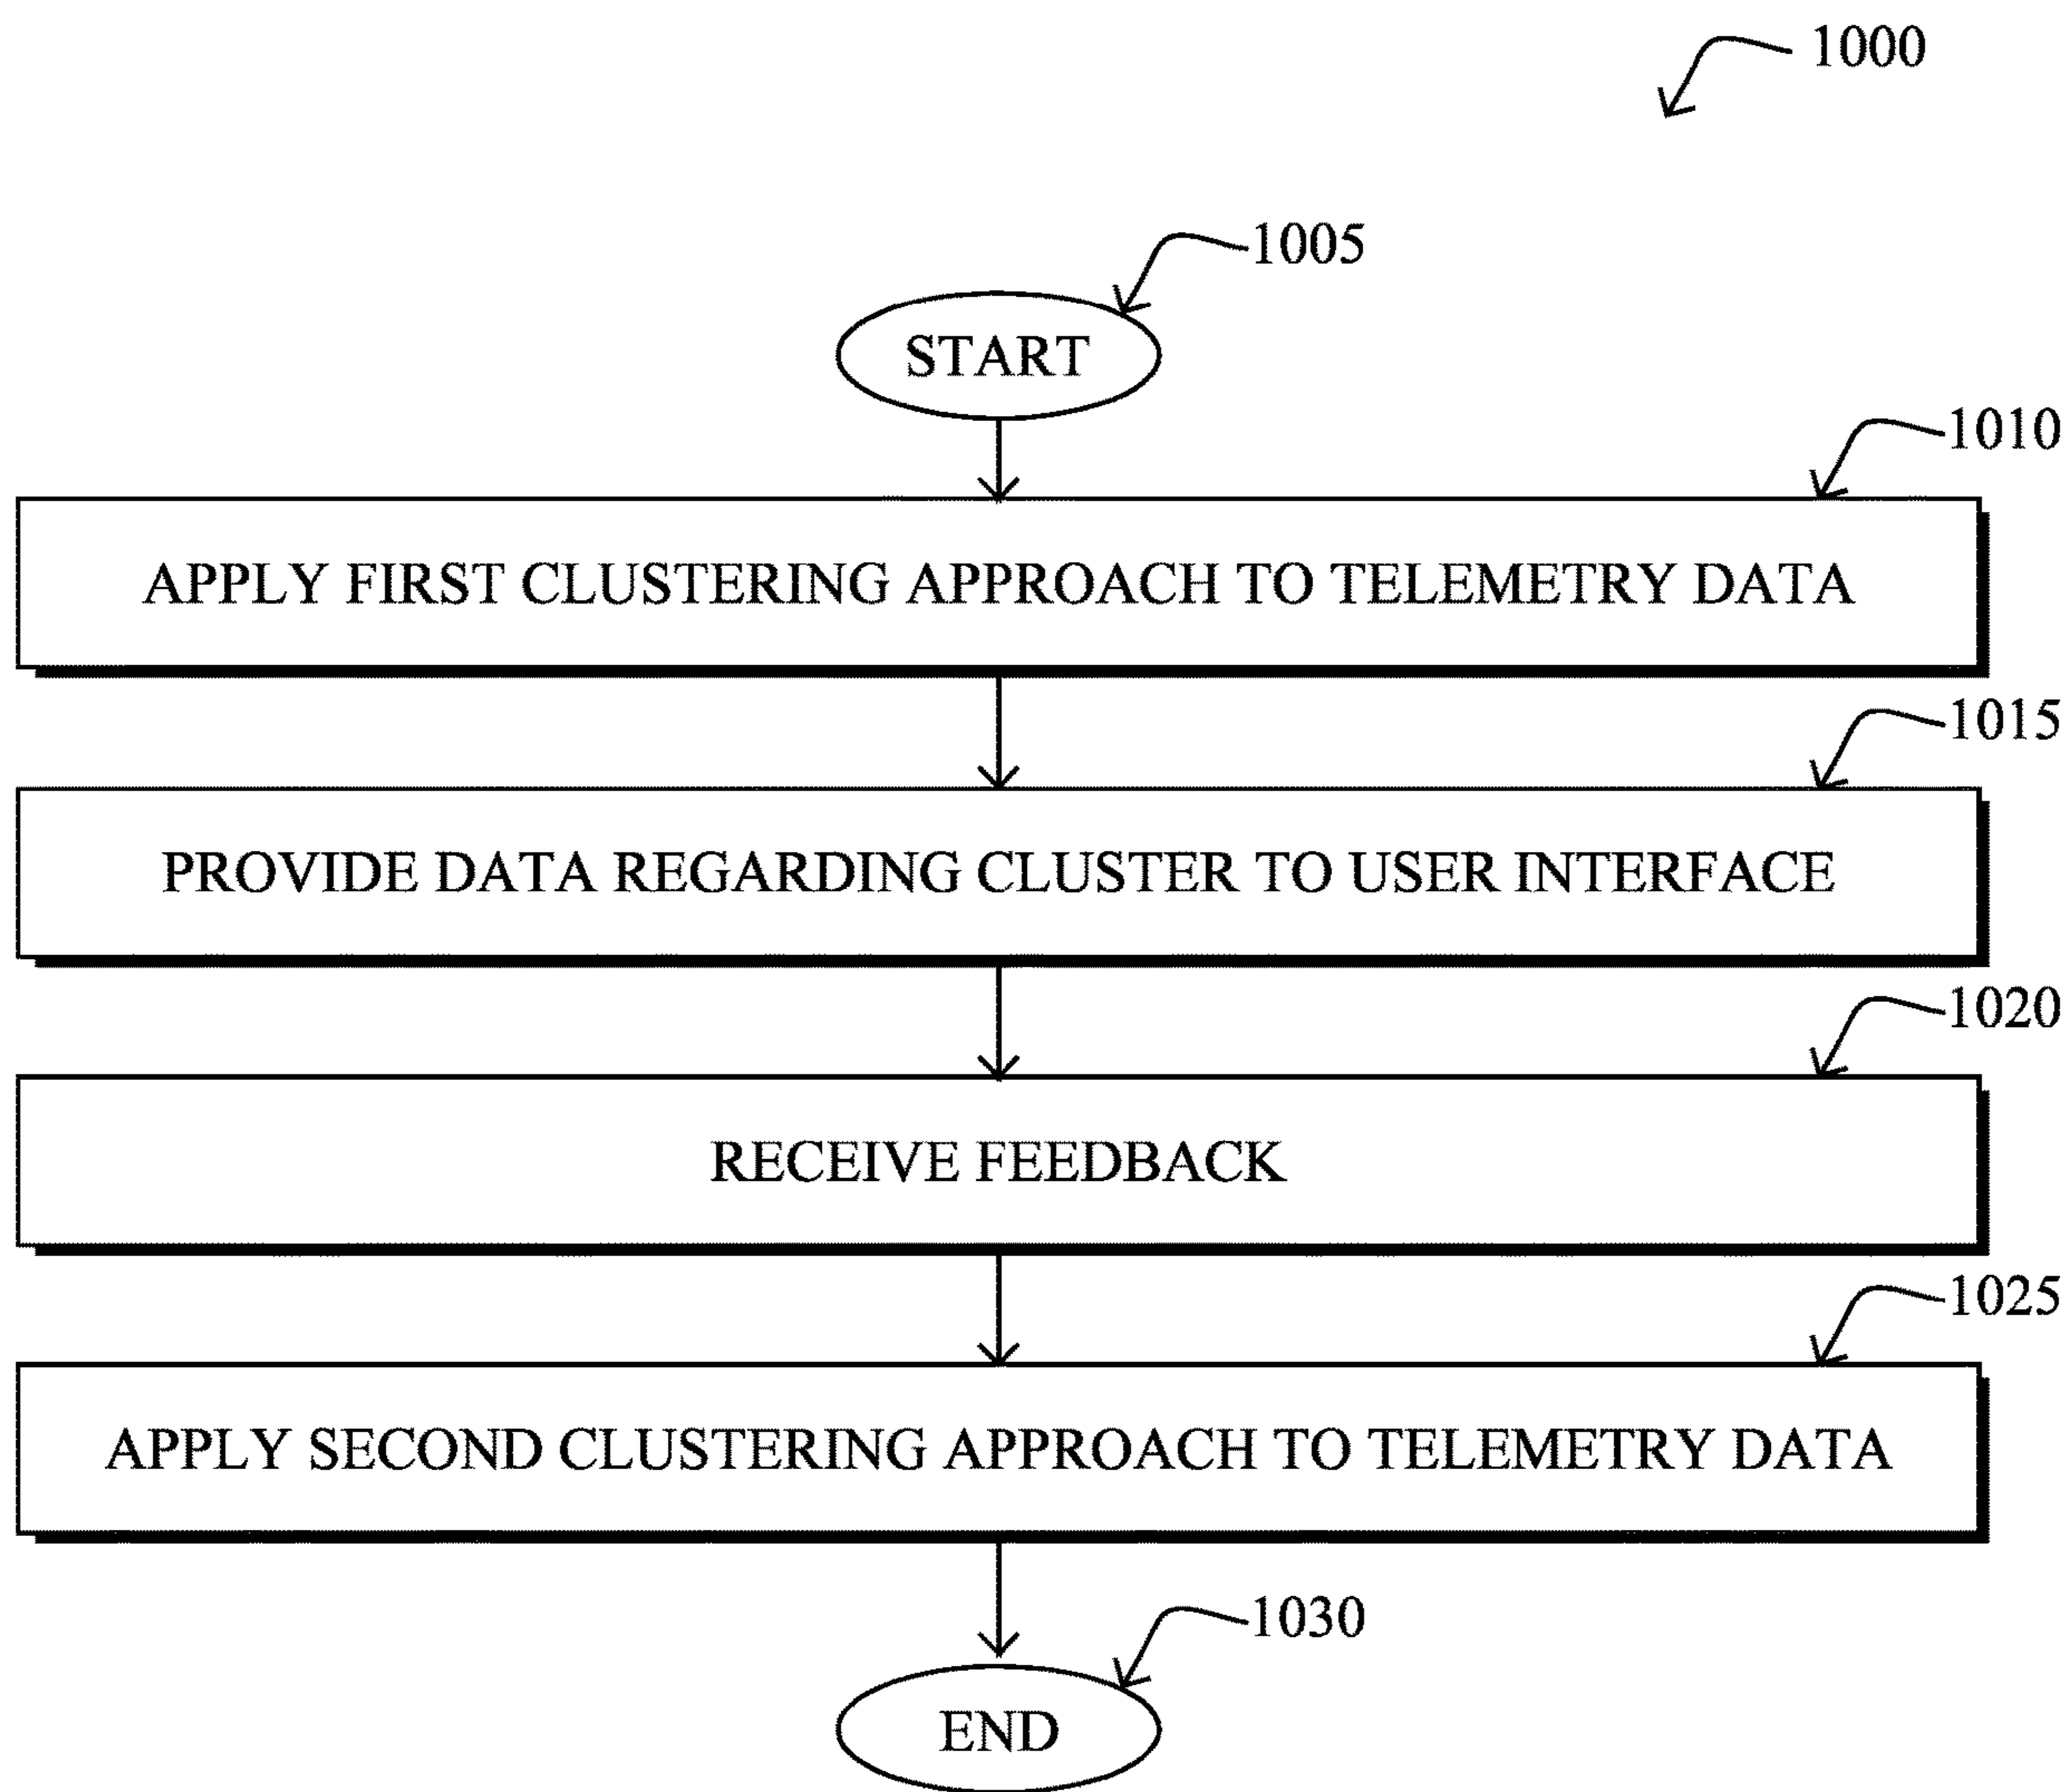 1000
1005
START
1010
APPLY FIRST CLUSTERING APPROACH TO TELEMETRY DATA
1015
PROVIDE DATA REGARDING CLUSTER TO USER INTERFACE
1020
RECEIVE FEEDBACK
1025
APPLY SECOND CLUSTERING APPROACH TO TELEMETRY DATA
1030
END